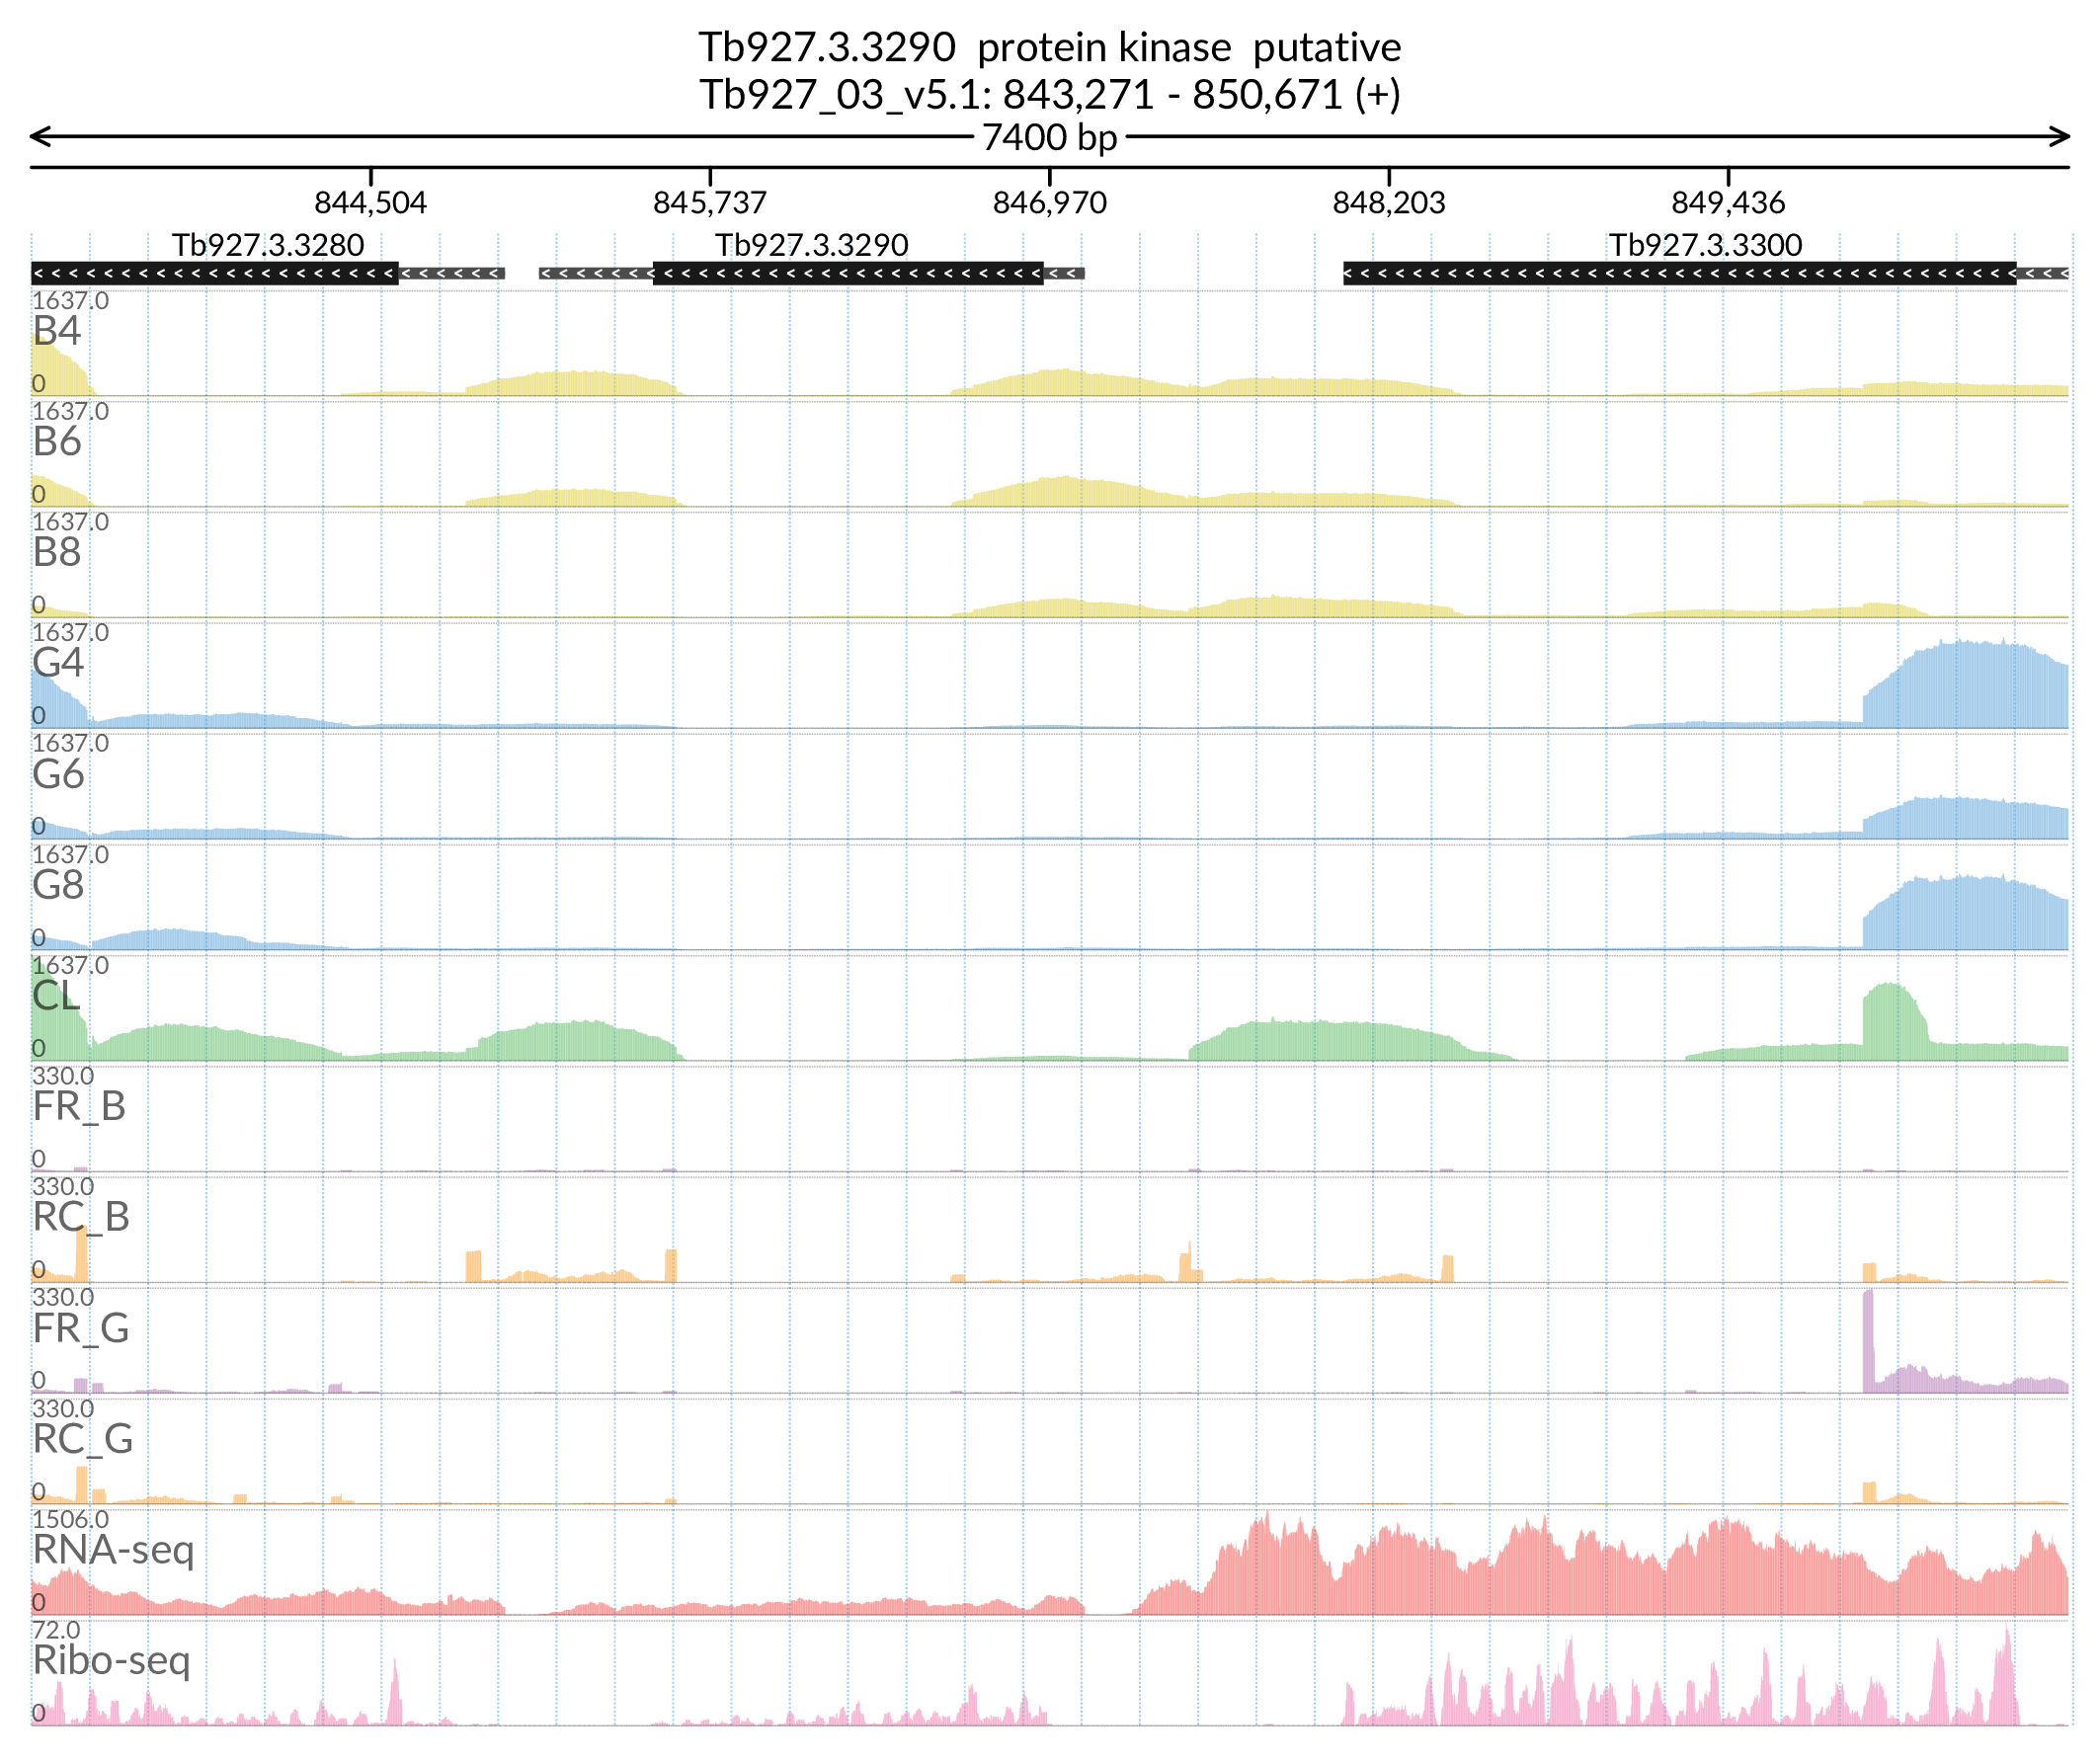 Tb927.3.3290  protein kinase  putative
Tb927_03_v5.1: 843,271 - 850,671 (+)
7400 bp
844,504 845,737 846,970 848,203 849,436
Tb927.3.3280 Tb927.3.3290 Tb927.3.3300
1637.0
B4
0
1637.0
B6
0
1637.0
B8
0
1637.0
G4
0
1637.0
G6
0
1637.0
G8
0
1637.0
CL
0
330.0
FR_B
0
330.0
RC_B
0
330.0
FR_G
0
330.0
RC_G
0
1506.0
RNA-seq
0
72.0
Ribo-seq
0